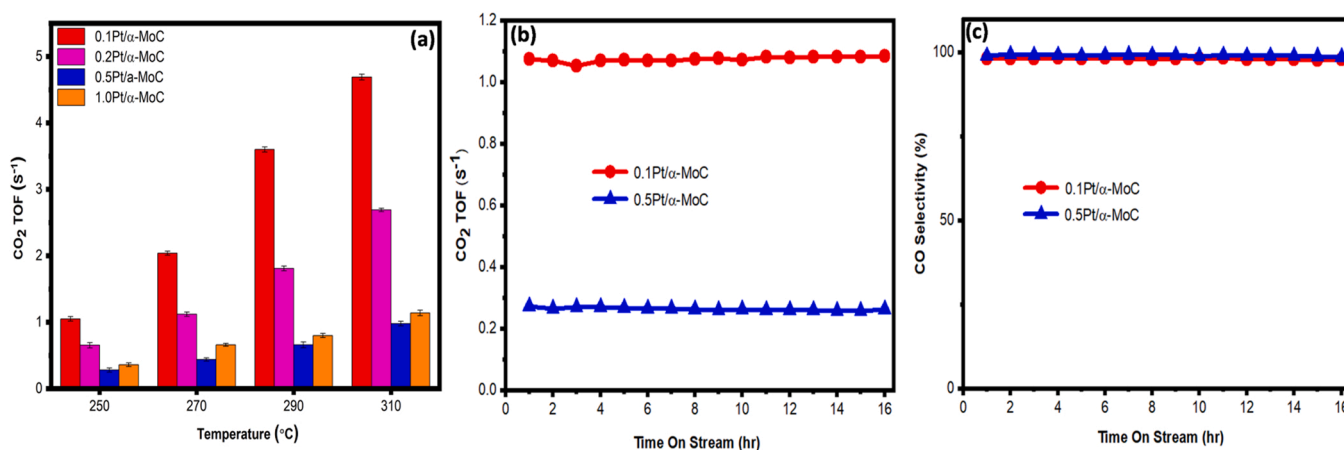 (a)
0.1Pt/α-MoC
0.2Pt/α-MoC
0.5Pt/a-MoC
1.0Pt/α-MoC
CO₂ TOF (s⁻¹)
5
4
3
2
1
0
250 270 290 310
Temperature (°C)
(b)
CO₂ TOF (s⁻¹)
1.2
1.0
0.8
0.6
0.4
0.2
0.0
0.1Pt/α-MoC
0.5Pt/α-MoC
0 2 4 6 8 10 12 14 16
Time On Stream (hr)
(c)
CO Selectivity (%)
100
50
0
0.1Pt/α-MoC
0.5Pt/α-MoC
0 2 4 6 8 10 12 14 16
Time On Stream (hr)